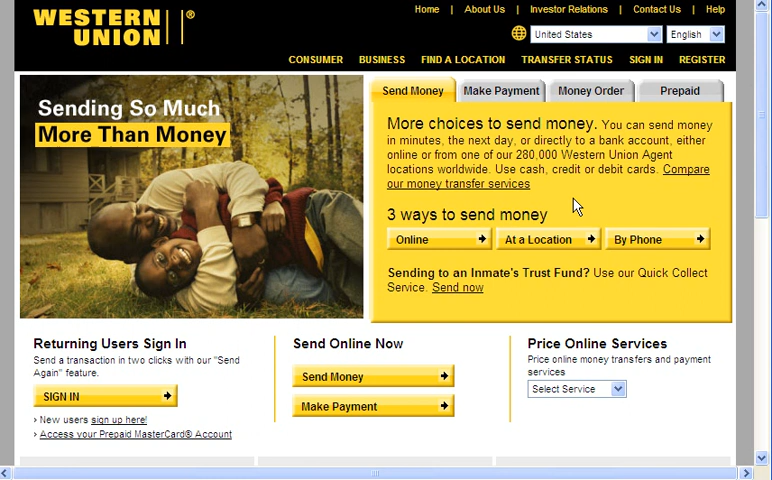 Home | About Us | Investor Relations | Contact Us | Help
WESTERN
UNION ®
United States English
CONSUMER BUSINESS FIND A LOCATION TRANSFER STATUS SIGN IN REGISTER
Sending So Much
More Than Money
Send Money Make Payment Money Order Prepaid
More choices to send money. You can send money
in minutes, the next day, or directly to a bank account, either
online or from one of our 280,000 Western Union Agent
locations worldwide. Use cash, credit or debit cards. Compare
our money transfer services
3 ways to send money
Online At a Location By Phone
Sending to an Inmate's Trust Fund? Use our Quick Collect
Service. Send now
Returning Users Sign In
Send a transaction in two clicks with our "Send
Again" feature.
SIGN IN
› New users sign up here!
› Access your Prepaid MasterCard® Account
Send Online Now
Send Money
Make Payment
Price Online Services
Price online money transfers and payment
services
Select Service